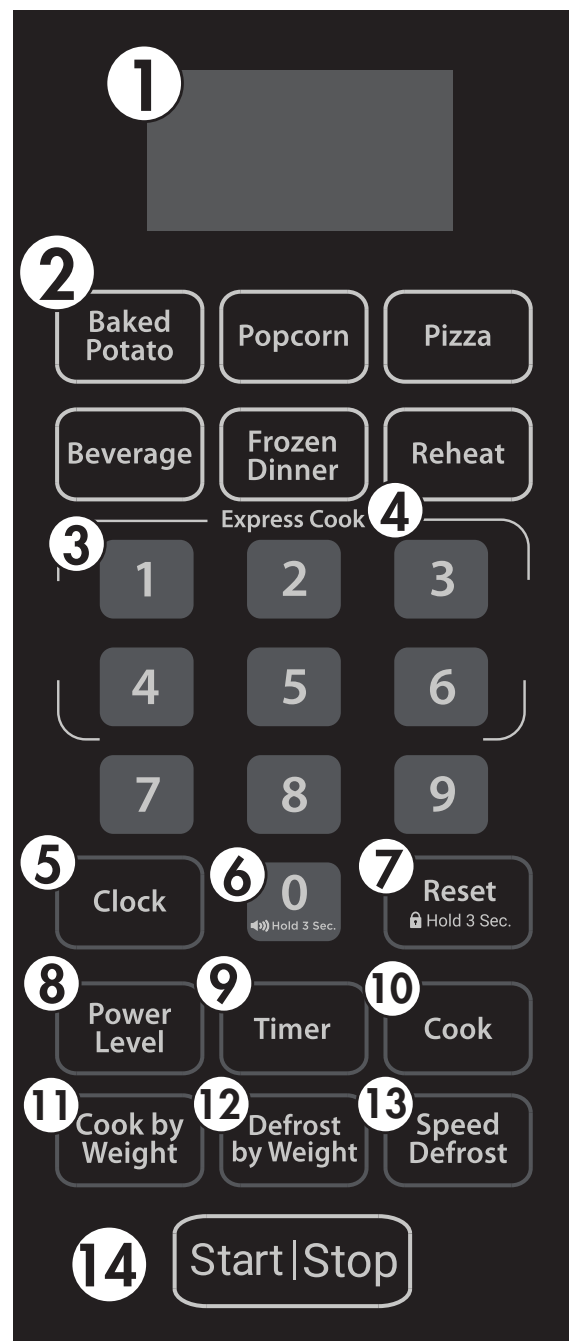 1
2
Baked
Potato
Popcorn
Pizza
Beverage
Frozen
Dinner
Reheat
3
Express Cook
4
1
2
3
4
5
6
7
8
9
5
Clock
6
0
Hold 3 Sec.
7
Reset
Hold 3 Sec.
8
Power
Level
9
Timer
10
Cook
11
Cook by
Weight
12
Defrost
by Weight
13
Speed
Defrost
14
Start|Stop